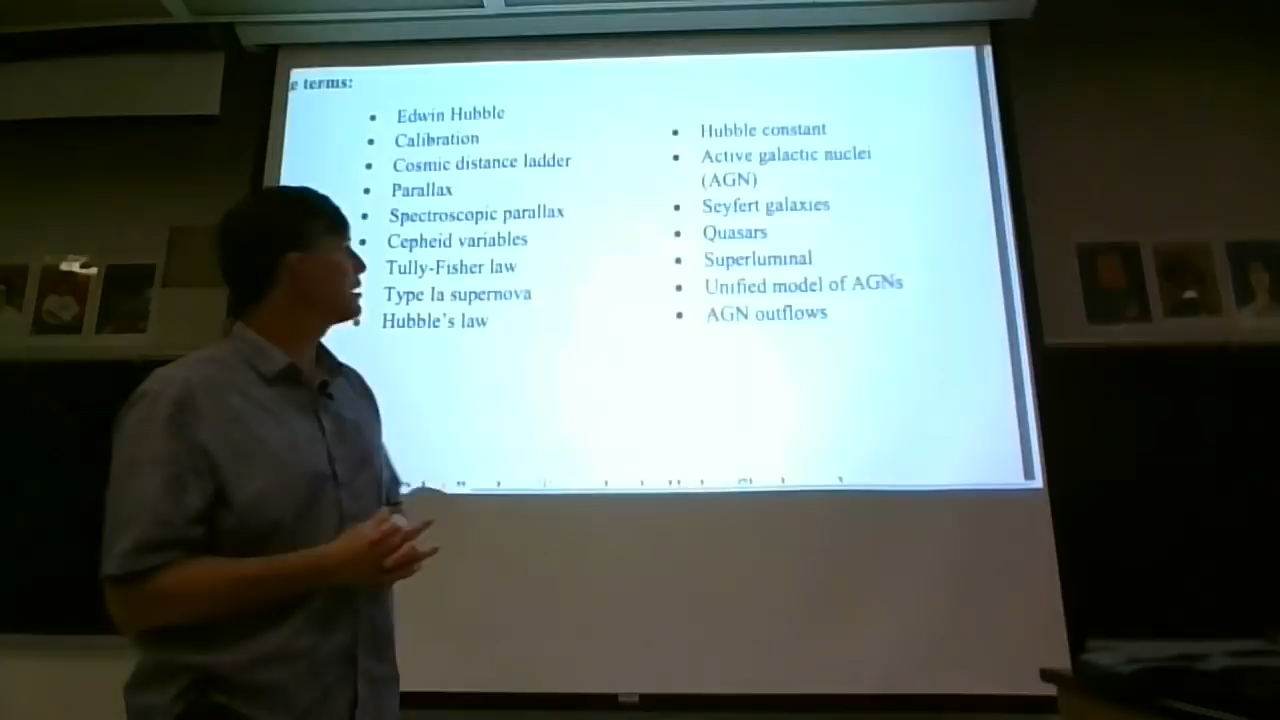 e terms:
Edwin Hubble
Calibration
Cosmic distance ladder
Parallax
Spectroscopic parallax
Cepheid variables
Tully-Fisher law
Type Ia supernova
Hubble's law
Hubble constant
Active galactic nuclei
(AGN)
Seyfert galaxies
Quasars
Superluminal
Unified model of AGNs
AGN outflows